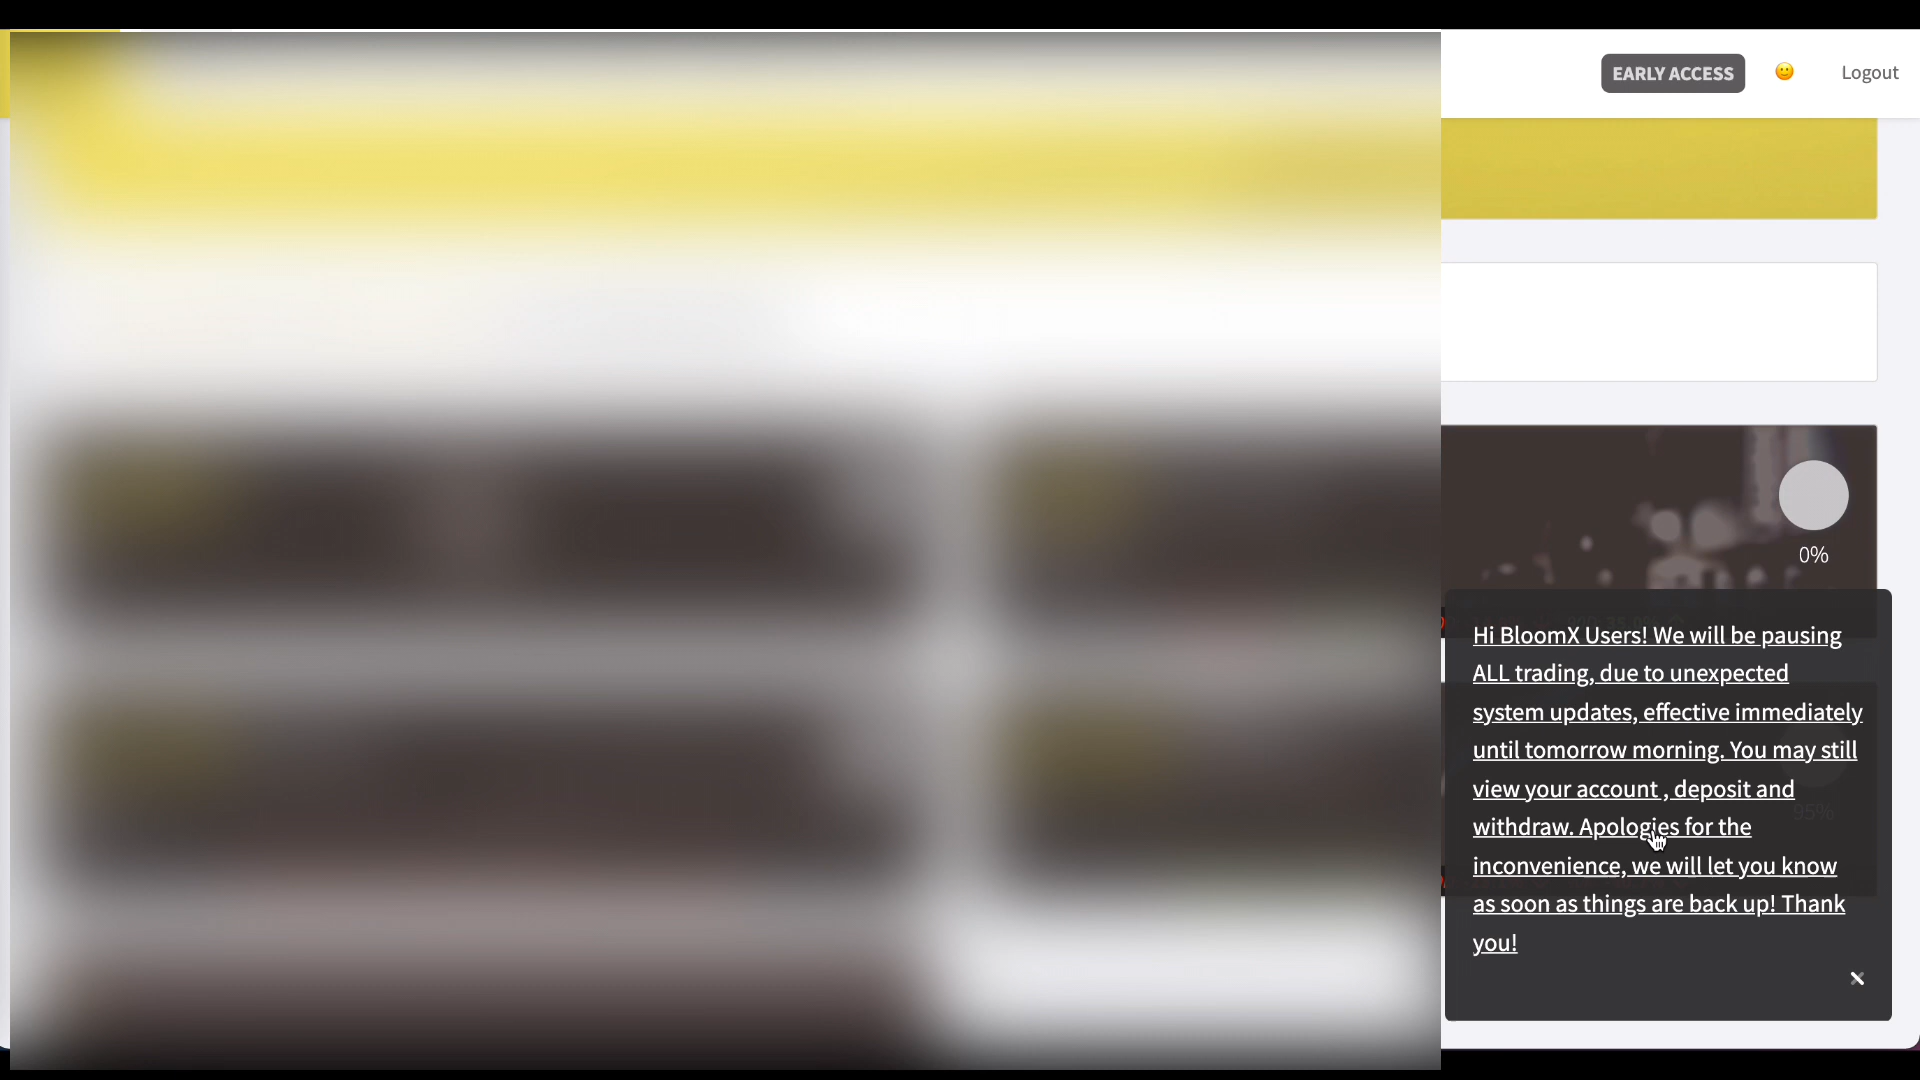 EARLY ACCESS
Logout
0%
Hi BloomX Users! We will be pausing
ALL trading, due to unexpected
system updates, effective immediately
until tomorrow morning. You may still
view your account , deposit and
95%
withdraw. Apologies for the
inconvenience, we will let you know
as soon as things are back up! Thank
you!